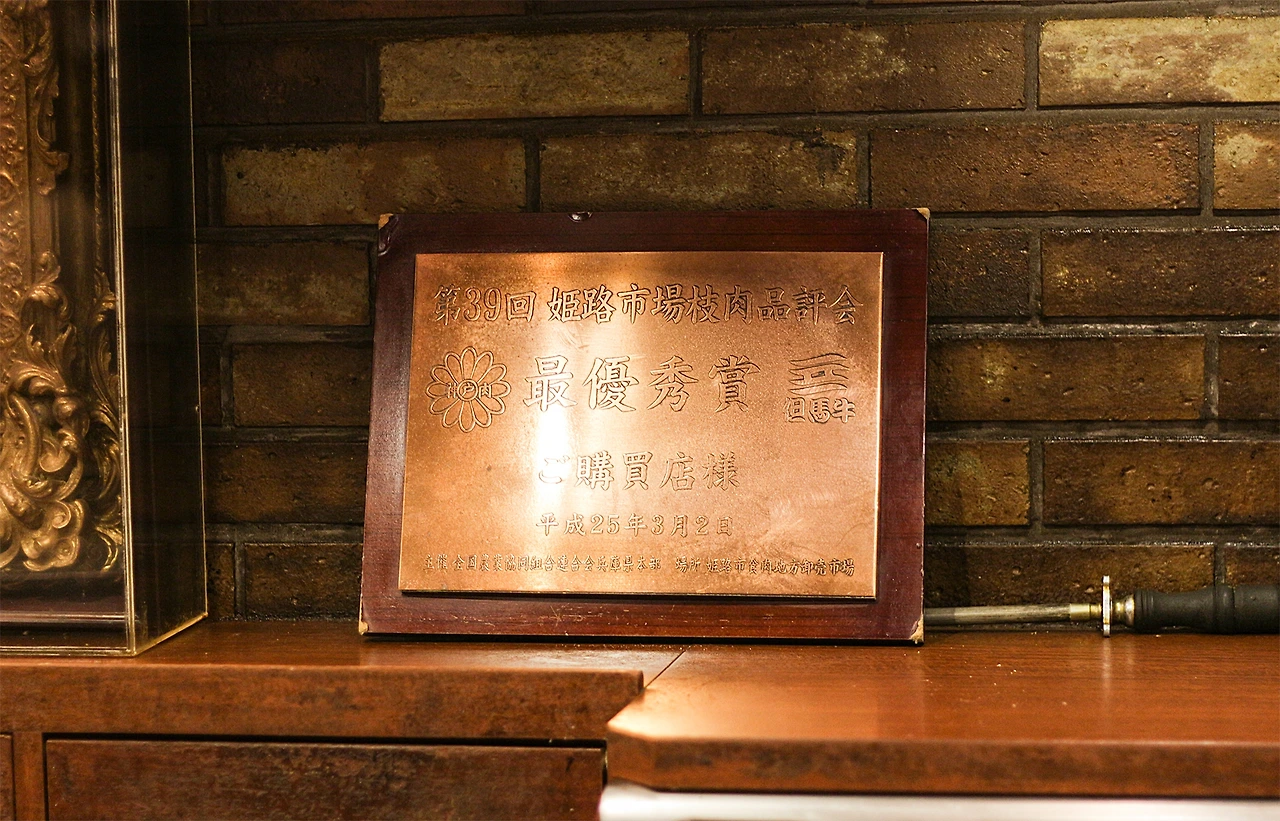 第39回 姫路市場枝肉品評会
神戸肉
最優秀賞
但馬牛
ご購買店様
平成25年3月2日
主催 全国農業協同組合連合会兵庫県本部 場所 姫路市食肉地方卸売市場